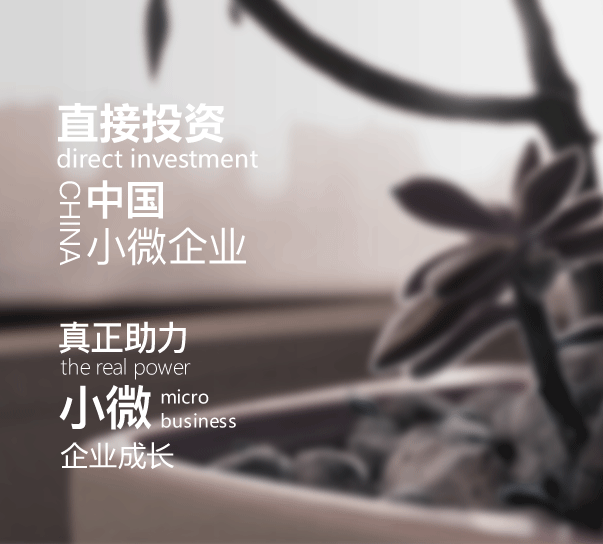 直接投资
direct investment
CHINA
中国
小微企业
真正助力
the real power
小微
micro
business
企业成长